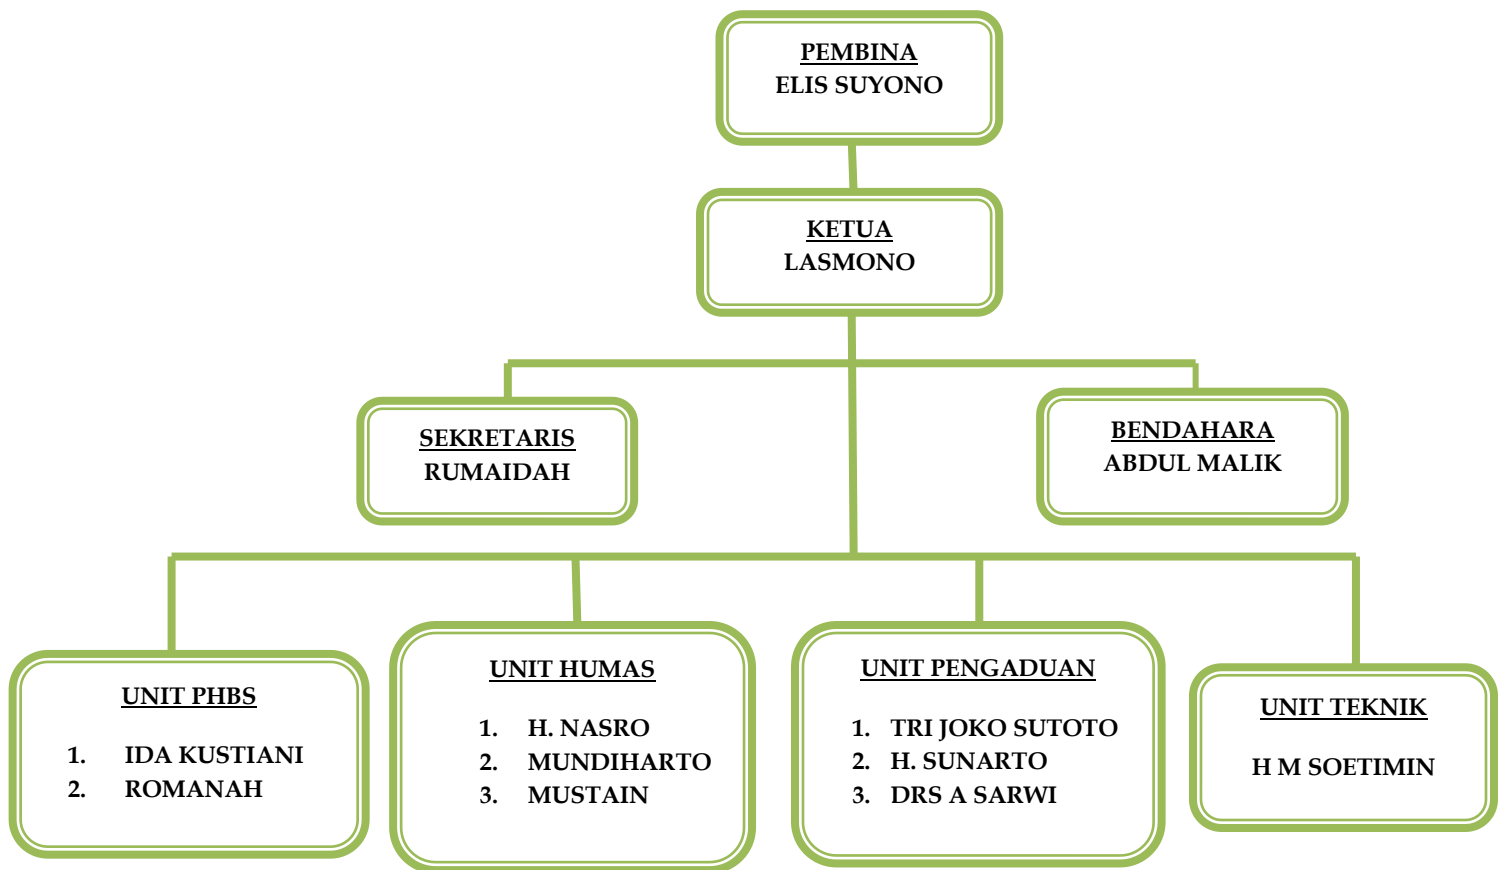 PEMBINA
ELIS SUYONO
KETUA
LASMONO
SEKRETARIS
RUMAIDAH
BENDAHARA
ABDUL MALIK
UNIT PHBS
1. IDA KUSTIANI
2. ROMANAH
UNIT HUMAS
1. H. NASRO
2. MUNDIHARTO
3. MUSTAIN
UNIT PENGADUAN
1. TRI JOKO SUTOTO
2. H. SUNARTO
3. DRS A SARWI
UNIT TEKNIK
H M SOETIMIN